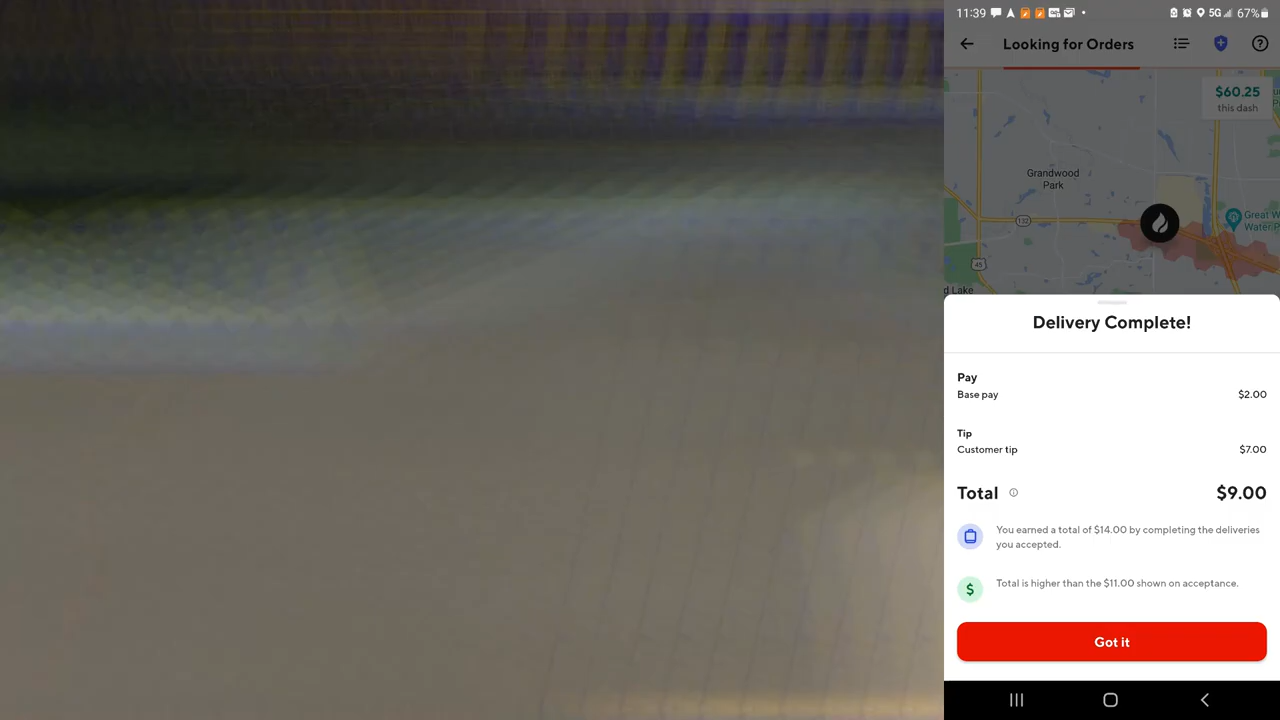 11:39
5G 67%
Looking for Orders
$60.25
this dash
Grandwood
Park
132
Great W
Water P
45
d Lake
Delivery Complete!
Pay
Base pay $2.00
Tip
Customer tip $7.00
Total $9.00
You earned a total of $14.00 by completing the deliveries
you accepted.
Total is higher than the $11.00 shown on acceptance.
Got it